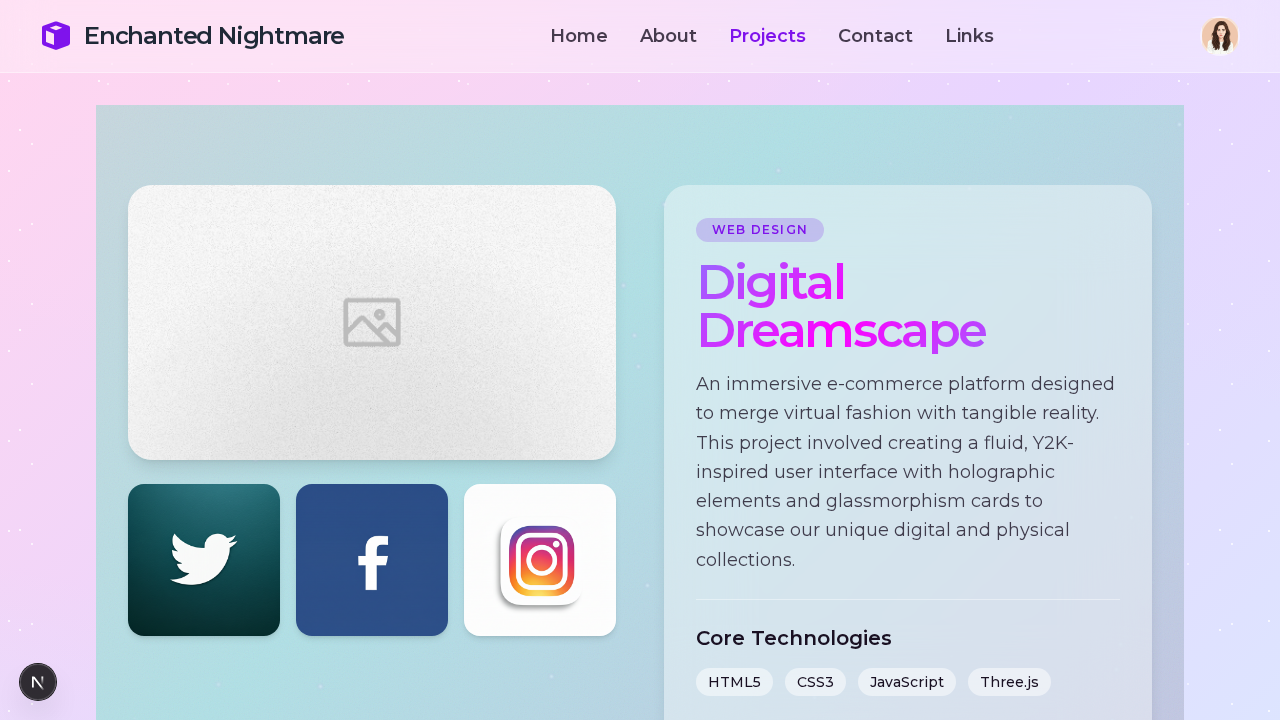 Enchanted Nightmare
Home
About
Projects
Contact
Links
WEB DESIGN
Digital
Dreamscape
An immersive e-commerce platform designed
to merge virtual fashion with tangible reality.
This project involved creating a fluid, Y2K-
inspired user interface with holographic
elements and glassmorphism cards to
showcase our unique digital and physical
collections.
Core Technologies
HTML5
CSS3
JavaScript
Three.js
N